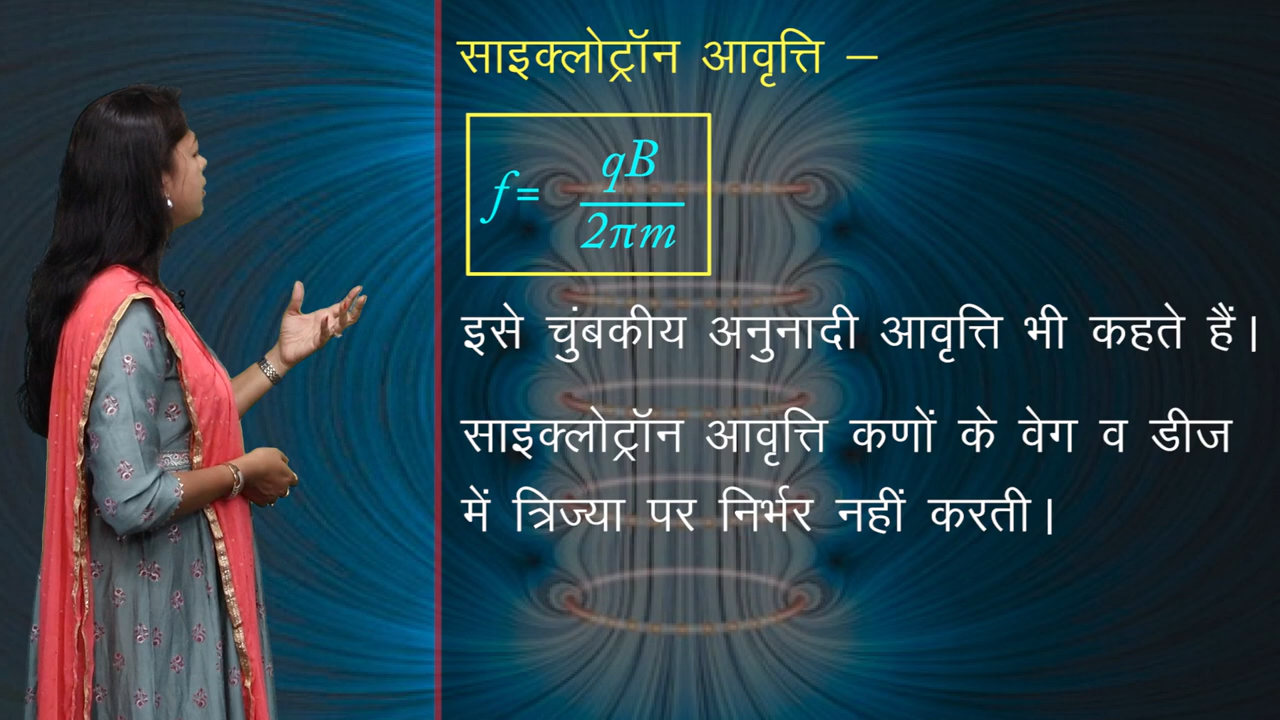 साइक्लोट्रॉन आवृत्ति –
f = qB / 2πm
इसे चुंबकीय अनुनादी आवृत्ति भी कहते हैं।
साइक्लोट्रॉन आवृत्ति कणों के वेग व डीज
में त्रिज्या पर निर्भर नहीं करती।